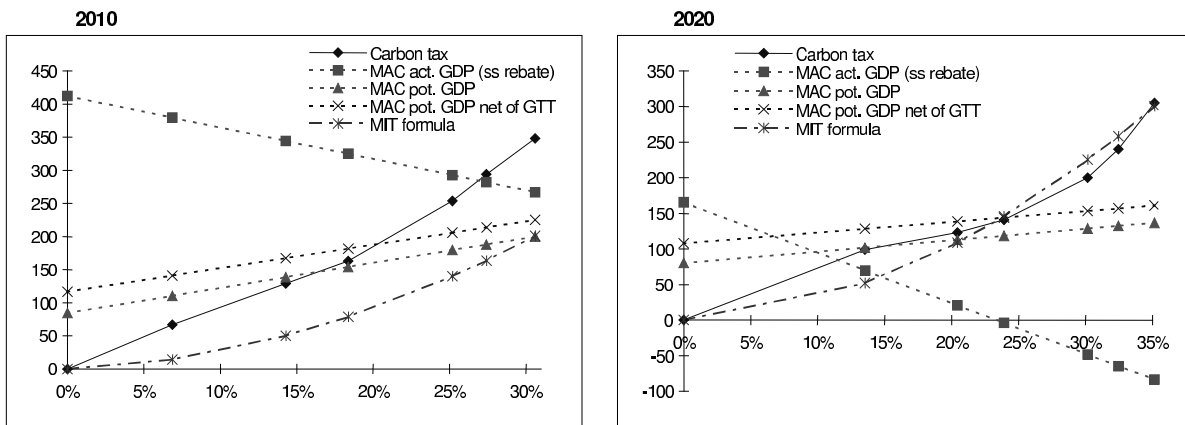 2010
Carbon tax
MAC act. GDP (ss rebate)
MAC pot. GDP
MAC pot. GDP net of GTT
MIT formula
450
400
350
300
250
200
150
100
50
0
0% 5% 10% 15% 20% 25% 30%
2020
Carbon tax
MAC act. GDP (ss rebate)
MAC pot. GDP
MAC pot. GDP net of GTT
MIT formula
350
300
250
200
150
100
50
0
-50
-100
0% 5% 10% 15% 20% 25% 30% 35%